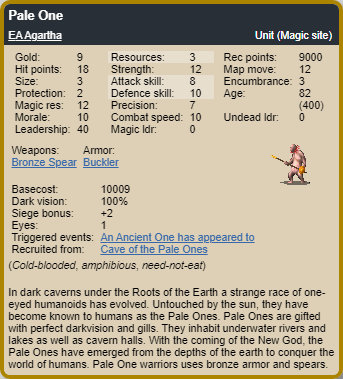 Pale One
EA Agartha Unit (Magic site)
Gold: 9 Resources: 3 Rec points: 9000
Hit points: 18 Strength: 12 Map move: 12
Size: 3 Attack skill: 8 Encumbrance: 3
Protection: 2 Defence skill: 10 Age: 82
Magic res: 12 Precision: 7 (400)
Morale: 10 Combat speed: 10 Undead ldr: 0
Leadership: 40 Magic ldr: 0
Weapons: Armor:
Bronze Spear Buckler
Basecost: 10009
Dark vision: 100%
Siege bonus: +2
Eyes: 1
Triggered events: An Ancient One has appeared to
Recruited from: Cave of the Pale Ones
(Cold-blooded, amphibious, need-not-eat)
In dark caverns under the Roots of the Earth a strange race of one-
eyed humanoids has evolved. Untouched by the sun, they have
become known to humans as the Pale Ones. Pale Ones are gifted
with perfect darkvision and gills. They inhabit underwater rivers and
lakes as well as cavern halls. With the coming of the New God, the
Pale Ones have emerged from the depths of the earth to conquer the
world of humans. Pale One warriors uses bronze armor and spears.